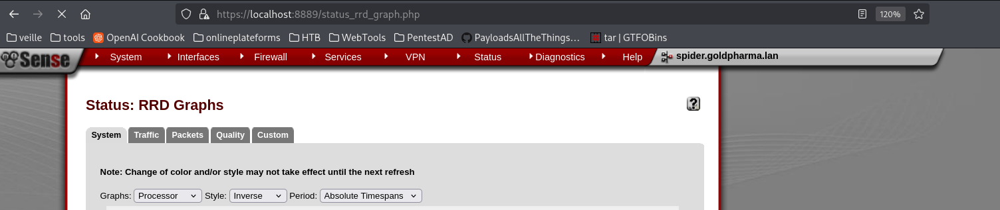 https://localhost:8889/status_rrd_graph.php 120%
veille tools OpenAI Cookbook onlineplateforms HTB WebTools PentestAD PayloadsAllTheThings… tar | GTFOBins
Sense System Interfaces Firewall Services VPN Status Diagnostics Help spider.goldpharma.lan
Status: RRD Graphs ?
System Traffic Packets Quality Custom
Note: Change of color and/or style may not take effect until the next refresh
Graphs: Processor Style: Inverse Period: Absolute Timespans